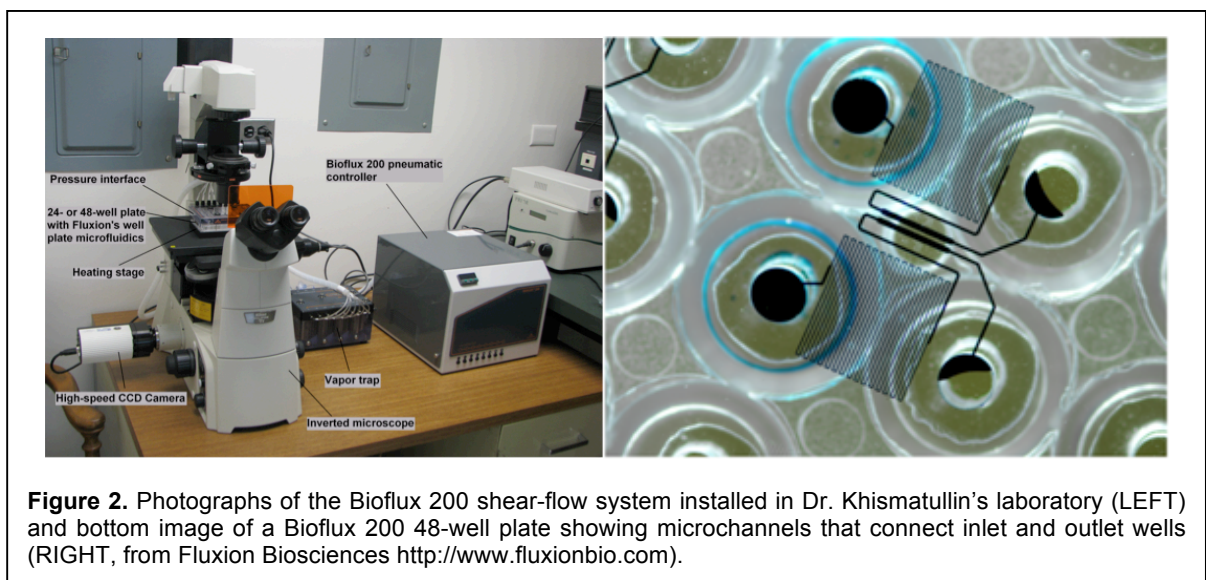 Pressure interface
24- or 48-well plate
with Fluxion's well
plate microfluidics
Heating stage
High-speed CCD Camera
Bioflux 200 pneumatic
controller
Vapor trap
Inverted microscope
Figure 2. Photographs of the Bioflux 200 shear-flow system installed in Dr. Khismatullin's laboratory (LEFT)
and bottom image of a Bioflux 200 48-well plate showing microchannels that connect inlet and outlet wells
(RIGHT, from Fluxion Biosciences http://www.fluxionbio.com).